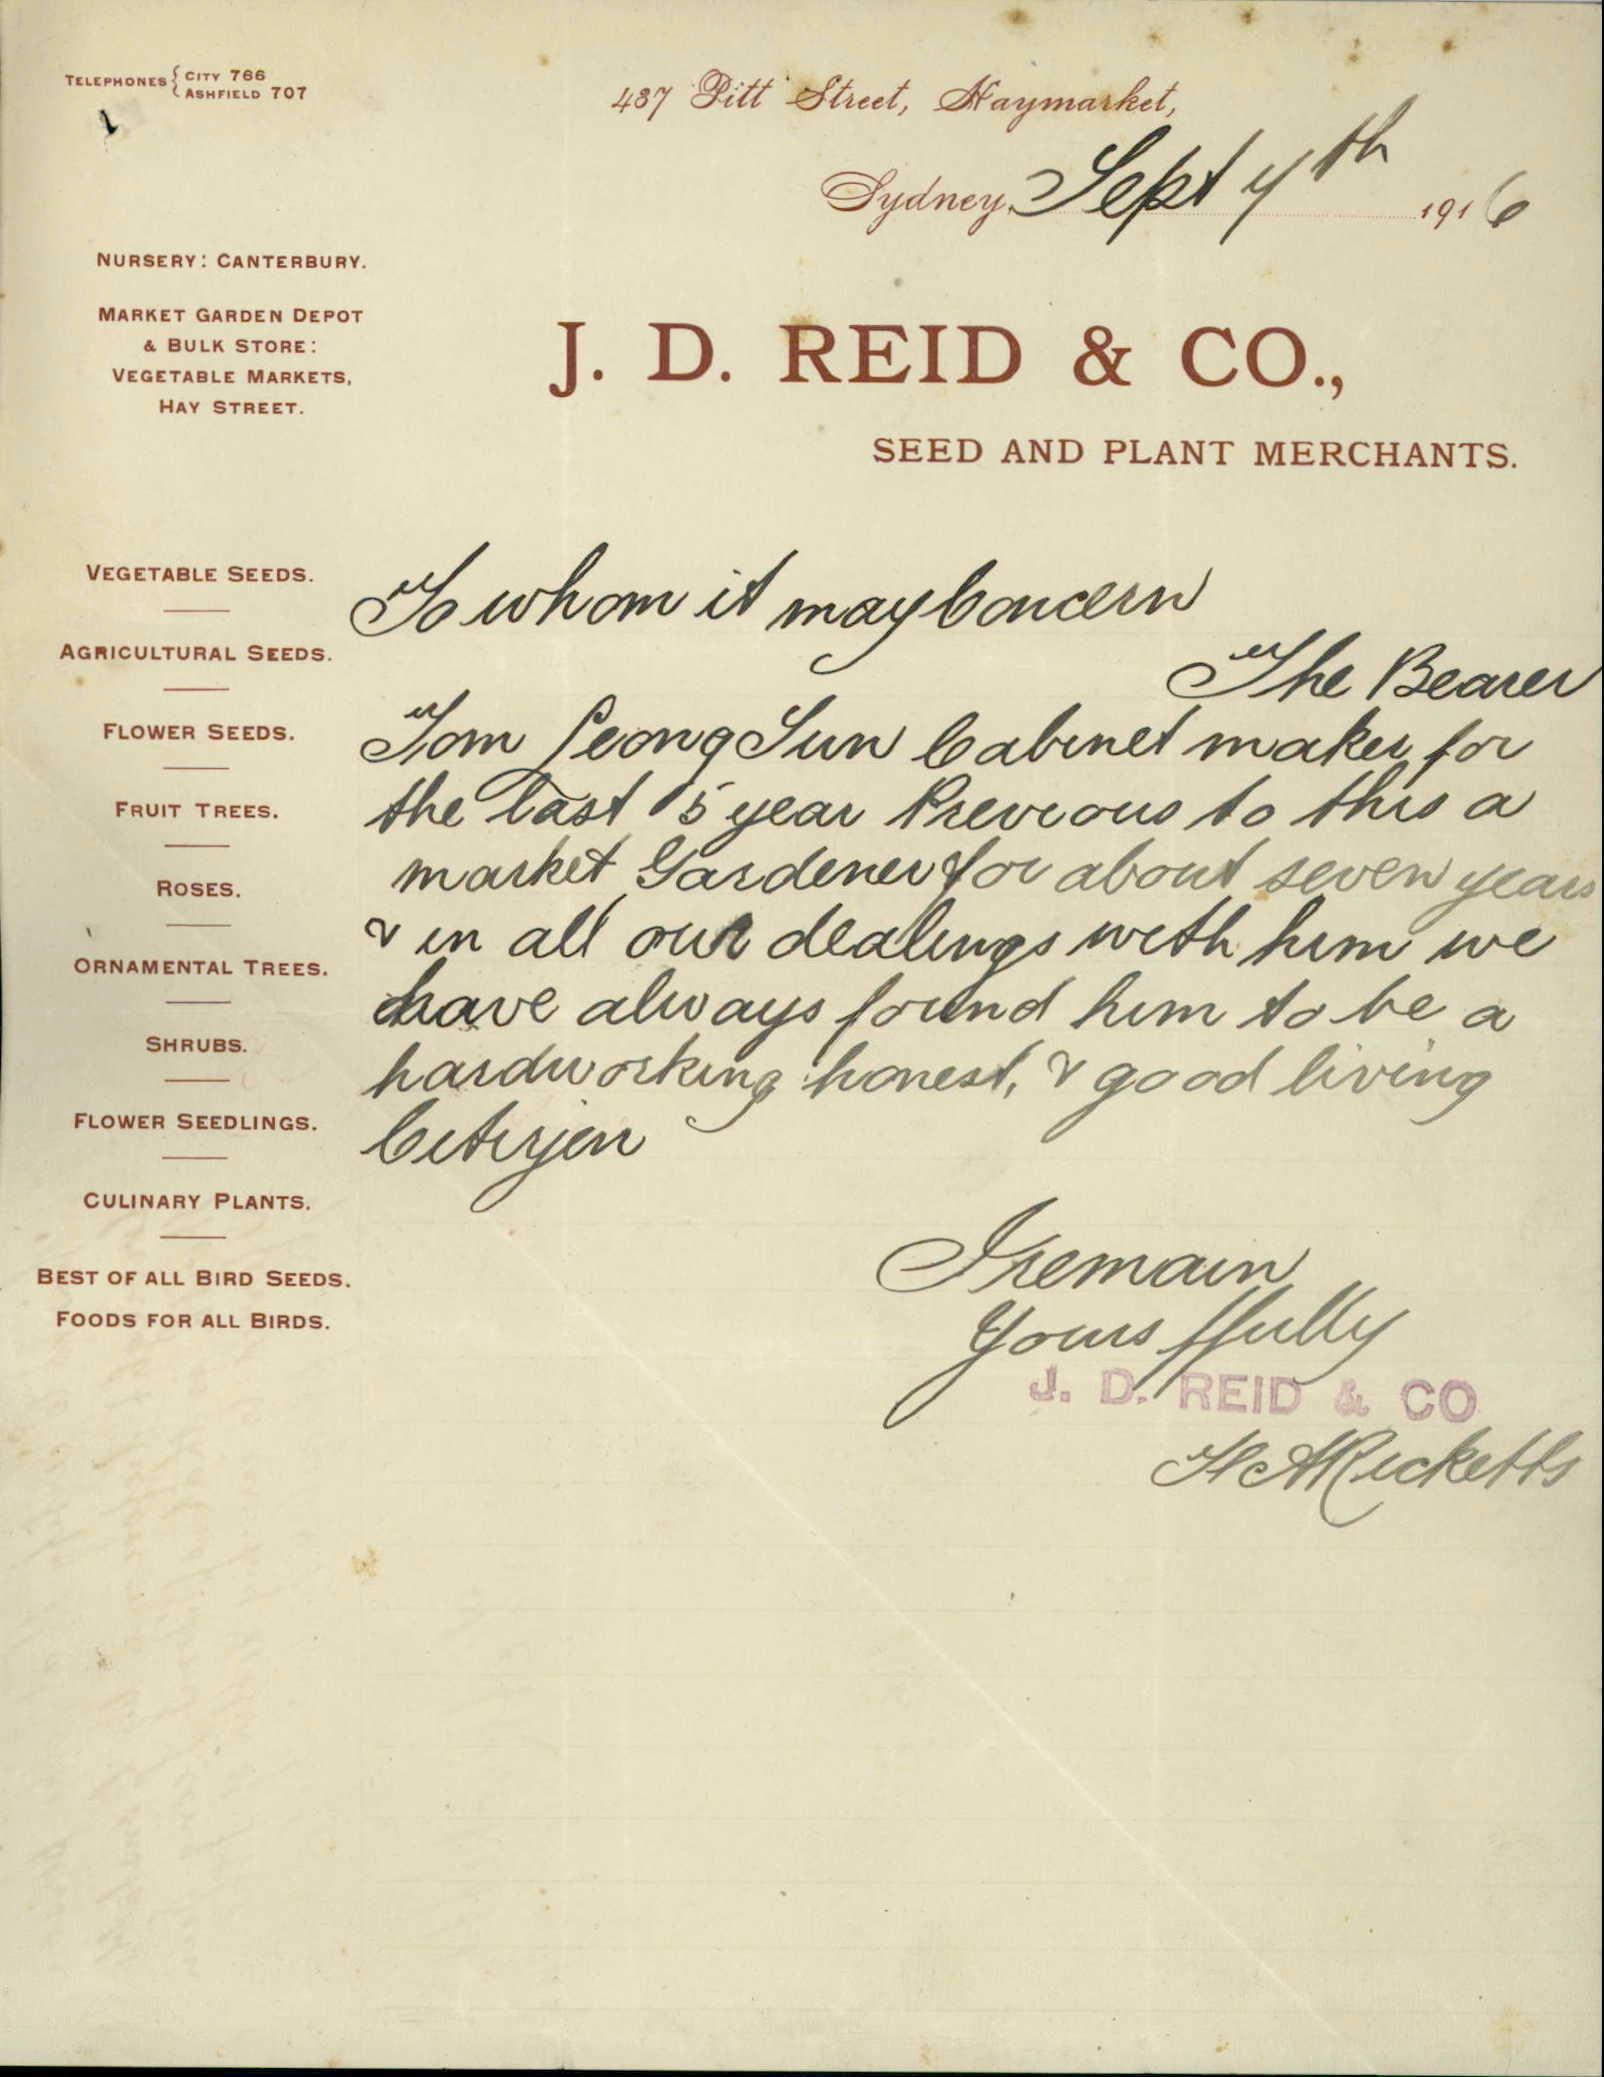 TELEPHONES { CITY 766
ASHFIELD 707
437 Pitt Street, Haymarket,
Sydney, Sept 7th 1916
NURSERY: CANTERBURY.
MARKET GARDEN DEPOT
& BULK STORE:
VEGETABLE MARKETS,
HAY STREET.
J. D. REID & CO.,
SEED AND PLANT MERCHANTS.
VEGETABLE SEEDS.
AGRICULTURAL SEEDS.
FLOWER SEEDS.
FRUIT TREES.
ROSES.
ORNAMENTAL TREES.
SHRUBS.
FLOWER SEEDLINGS.
CULINARY PLANTS.
BEST OF ALL BIRD SEEDS.
FOODS FOR ALL BIRDS.
To whom it may Concern
The Bearer
Tom Leong Sun Cabinet maker for
the last 5 year Previous to this a
market Gardener for about seven years
& in all our dealings with him we
have always found him to be a
hardworking honest, & good living
Citizen
I remain
Yours ffully
J. D. REID & CO
H A Ricketts